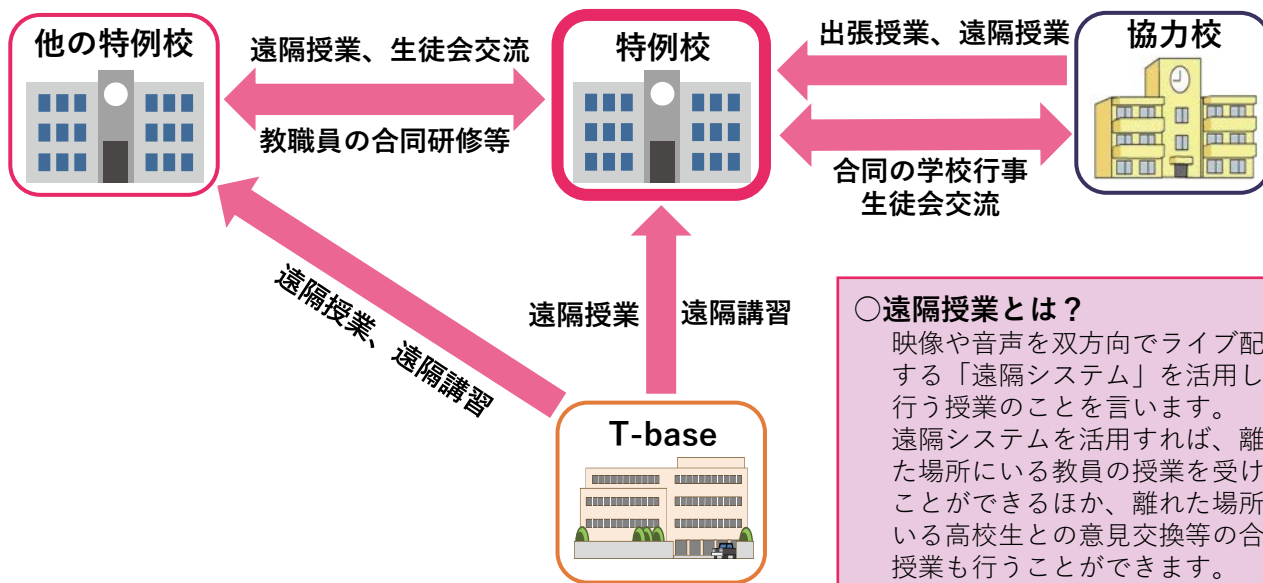 他の特例校
遠隔授業、生徒会交流
教職員の合同研修等
特例校
出張授業、遠隔授業
合同の学校行事
生徒会交流
協力校
遠隔授業、遠隔講習
遠隔授業
遠隔講習
T-base
○遠隔授業とは？
映像や音声を双方向でライブ配
する「遠隔システム」を活用し
行う授業のことを言います。
遠隔システムを活用すれば、離
た場所にいる教員の授業を受け
ことができるほか、離れた場所
いる高校生との意見交換等の合
授業も行うことができます。